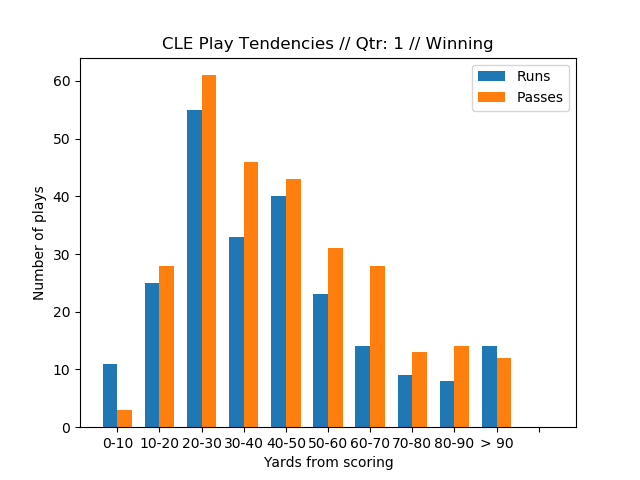 CLE Play Tendencies // Qtr: 1 // Winning
Runs
Passes
Number of plays
60
50
40
30
20
10
0
0-10 10-20 20-30 30-40 40-50 50-60 60-70 70-80 80-90 > 90
Yards from scoring